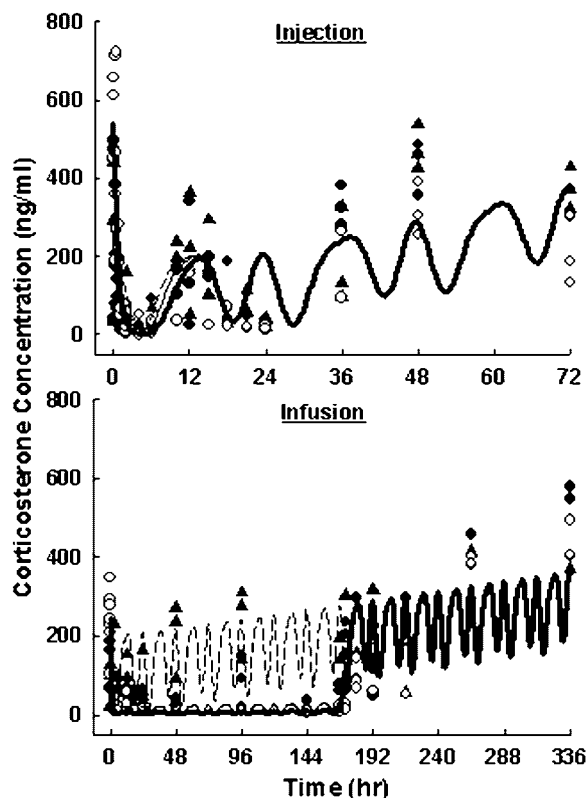 800
Injection
600
400
200
0
0 12 24 36 48 60 72
Corticosterone Concentration (ng/ml)
800
Infusion
600
400
200
0
0 48 96 144 192 240 288 336
Time (hr)